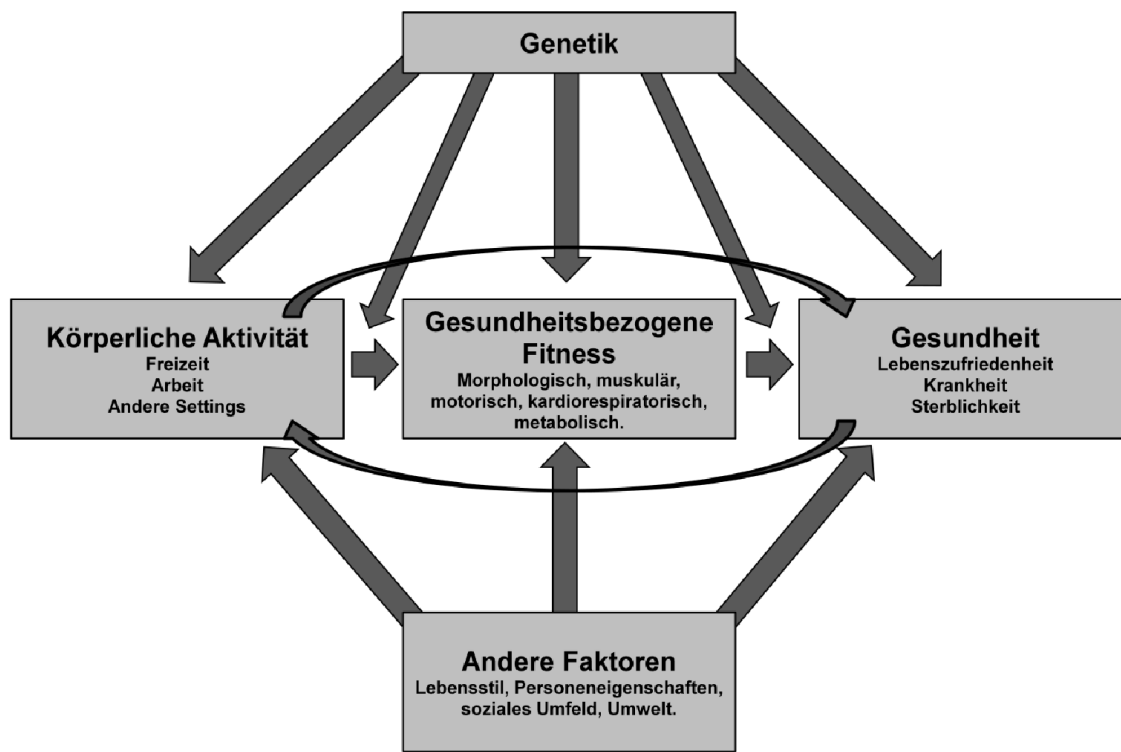 Genetik
Körperliche Aktivität
Freizeit
Arbeit
Andere Settings
Gesundheitsbezogene
Fitness
Morphologisch, muskulär,
motorisch, kardiorespiratorisch,
metabolisch.
Gesundheit
Lebenszufriedenheit
Krankheit
Sterblichkeit
Andere Faktoren
Lebensstil, Personeneigenschaften,
soziales Umfeld, Umwelt.